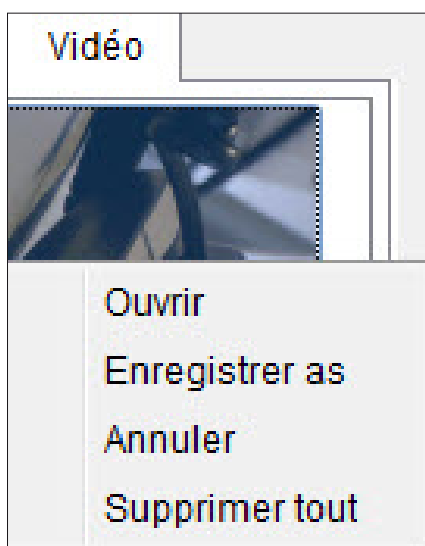 Vidéo
Ouvrir
Enregistrer as
Annuler
Supprimer tout